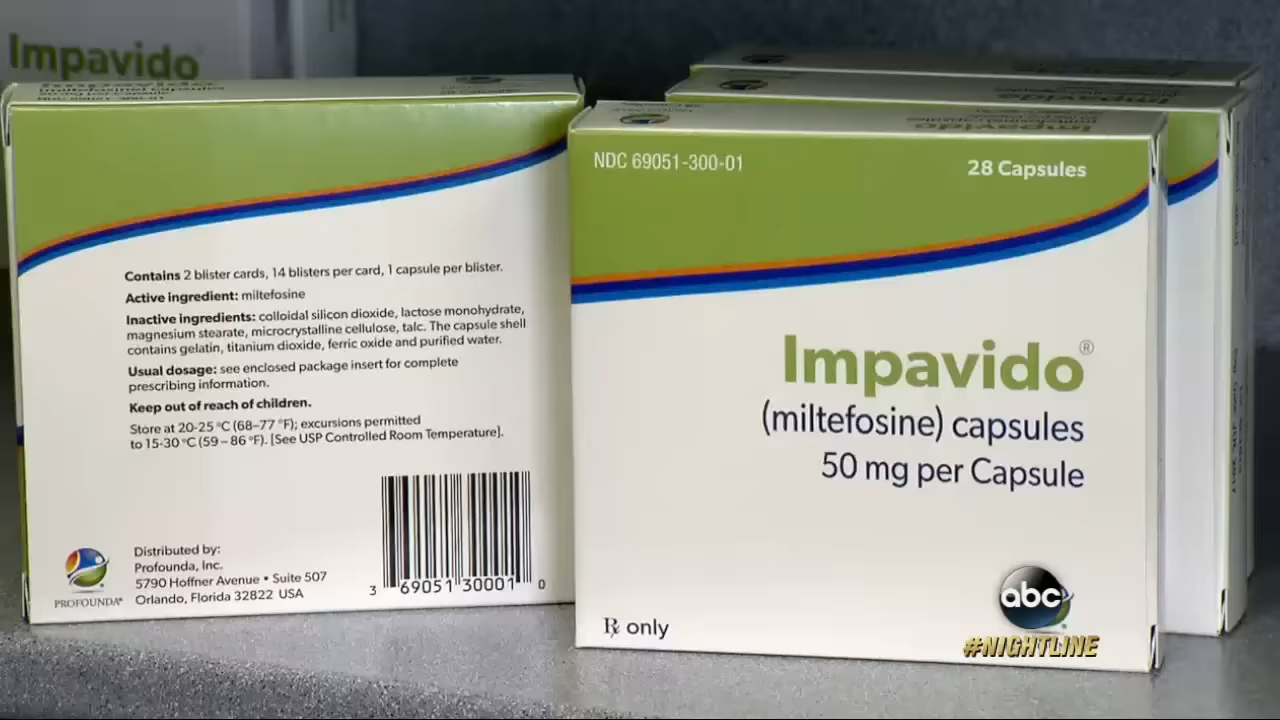 Impavido
Contains 2 blister cards, 14 blisters per card, 1 capsule per blister.
Active ingredient: miltefosine
Inactive ingredients: colloidal silicon dioxide, lactose monohydrate,
magnesium stearate, microcrystalline cellulose, talc. The capsule shell
contains gelatin, titanium dioxide, ferric oxide and purified water.
Usual dosage: see enclosed package insert for complete
prescribing information.
Keep out of reach of children.
Store at 20-25 °C (68–77 °F); excursions permitted
to 15-30 °C (59 – 86 °F). [See USP Controlled Room Temperature].
Distributed by:
Profounda, Inc.
5790 Hoffner Avenue • Suite 507
Orlando, Florida 32822 USA
PROFOUNDA®
3 69051 30001 0
Impavido
NDC 69051-300-01
28 Capsules
Impavido®
(miltefosine) capsules
50 mg per Capsule
℞ only
Impavido
abc
#NIGHTLINE